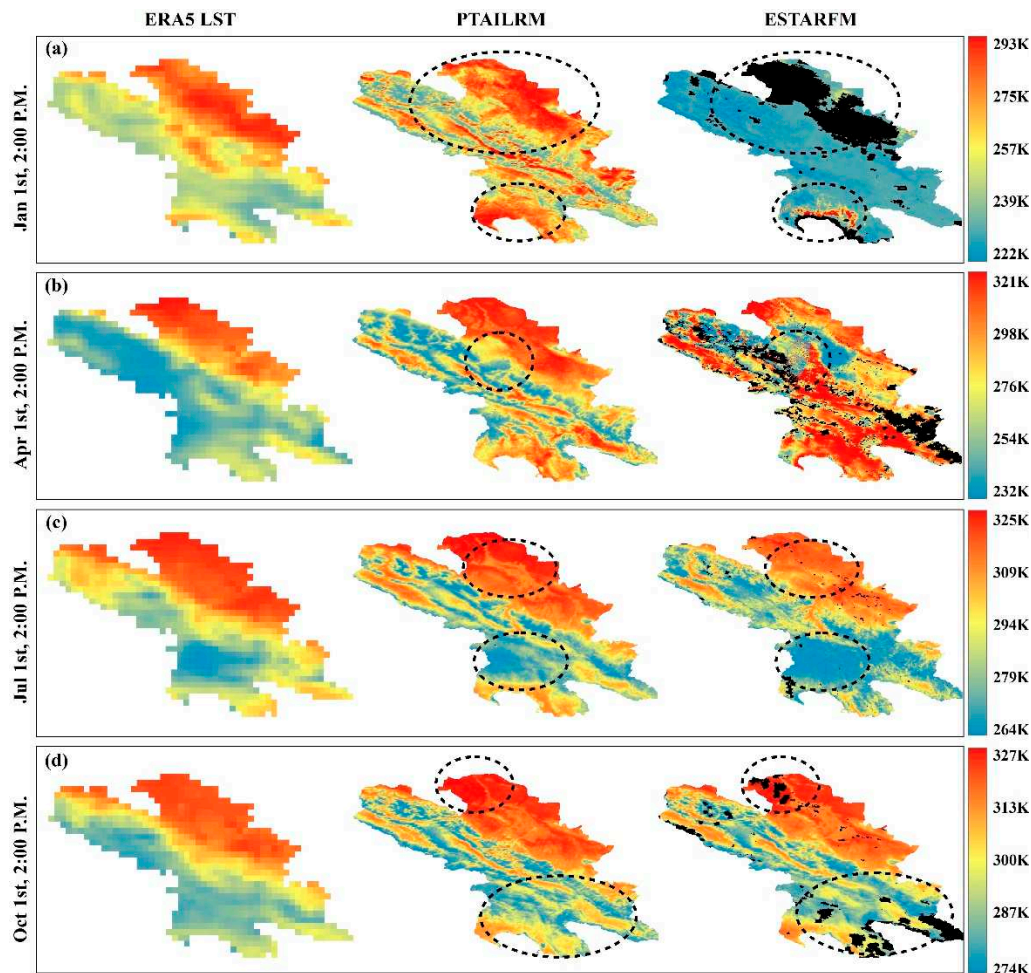 ERA5 LST PTAILRM ESTARFM
(a)
Jan 1st, 2:00 P.M.
293K
275K
257K
239K
222K
(b)
Apr 1st, 2:00 P.M.
321K
298K
276K
254K
232K
(c)
Jul 1st, 2:00 P.M.
325K
309K
294K
279K
264K
(d)
Oct 1st, 2:00 P.M.
327K
313K
300K
287K
274K